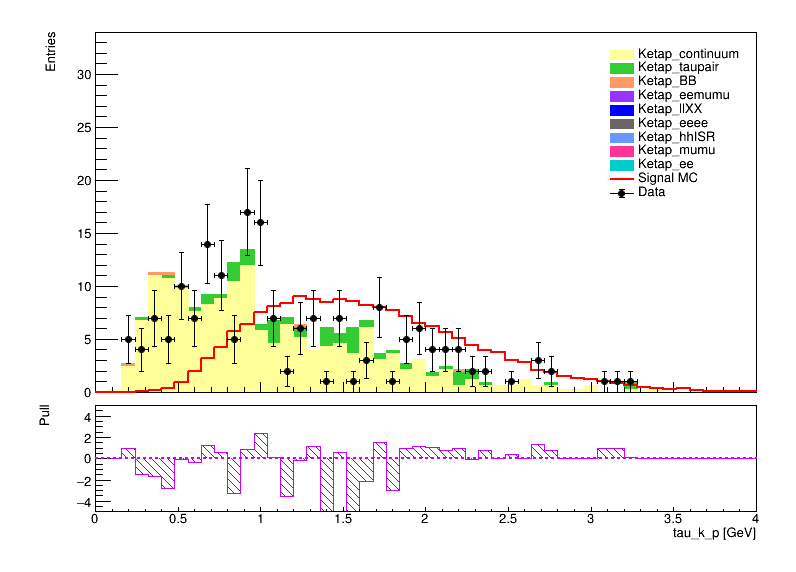 Entries
30
25
20
15
10
5
0
Ketap_continuum
Ketap_taupair
Ketap_BB
Ketap_eemumu
Ketap_llXX
Ketap_eeee
Ketap_hhISR
Ketap_mumu
Ketap_ee
Signal MC
Data
Pull
4
2
0
−2
−4
0 0.5 1 1.5 2 2.5 3 3.5 4
tau_k_p [GeV]